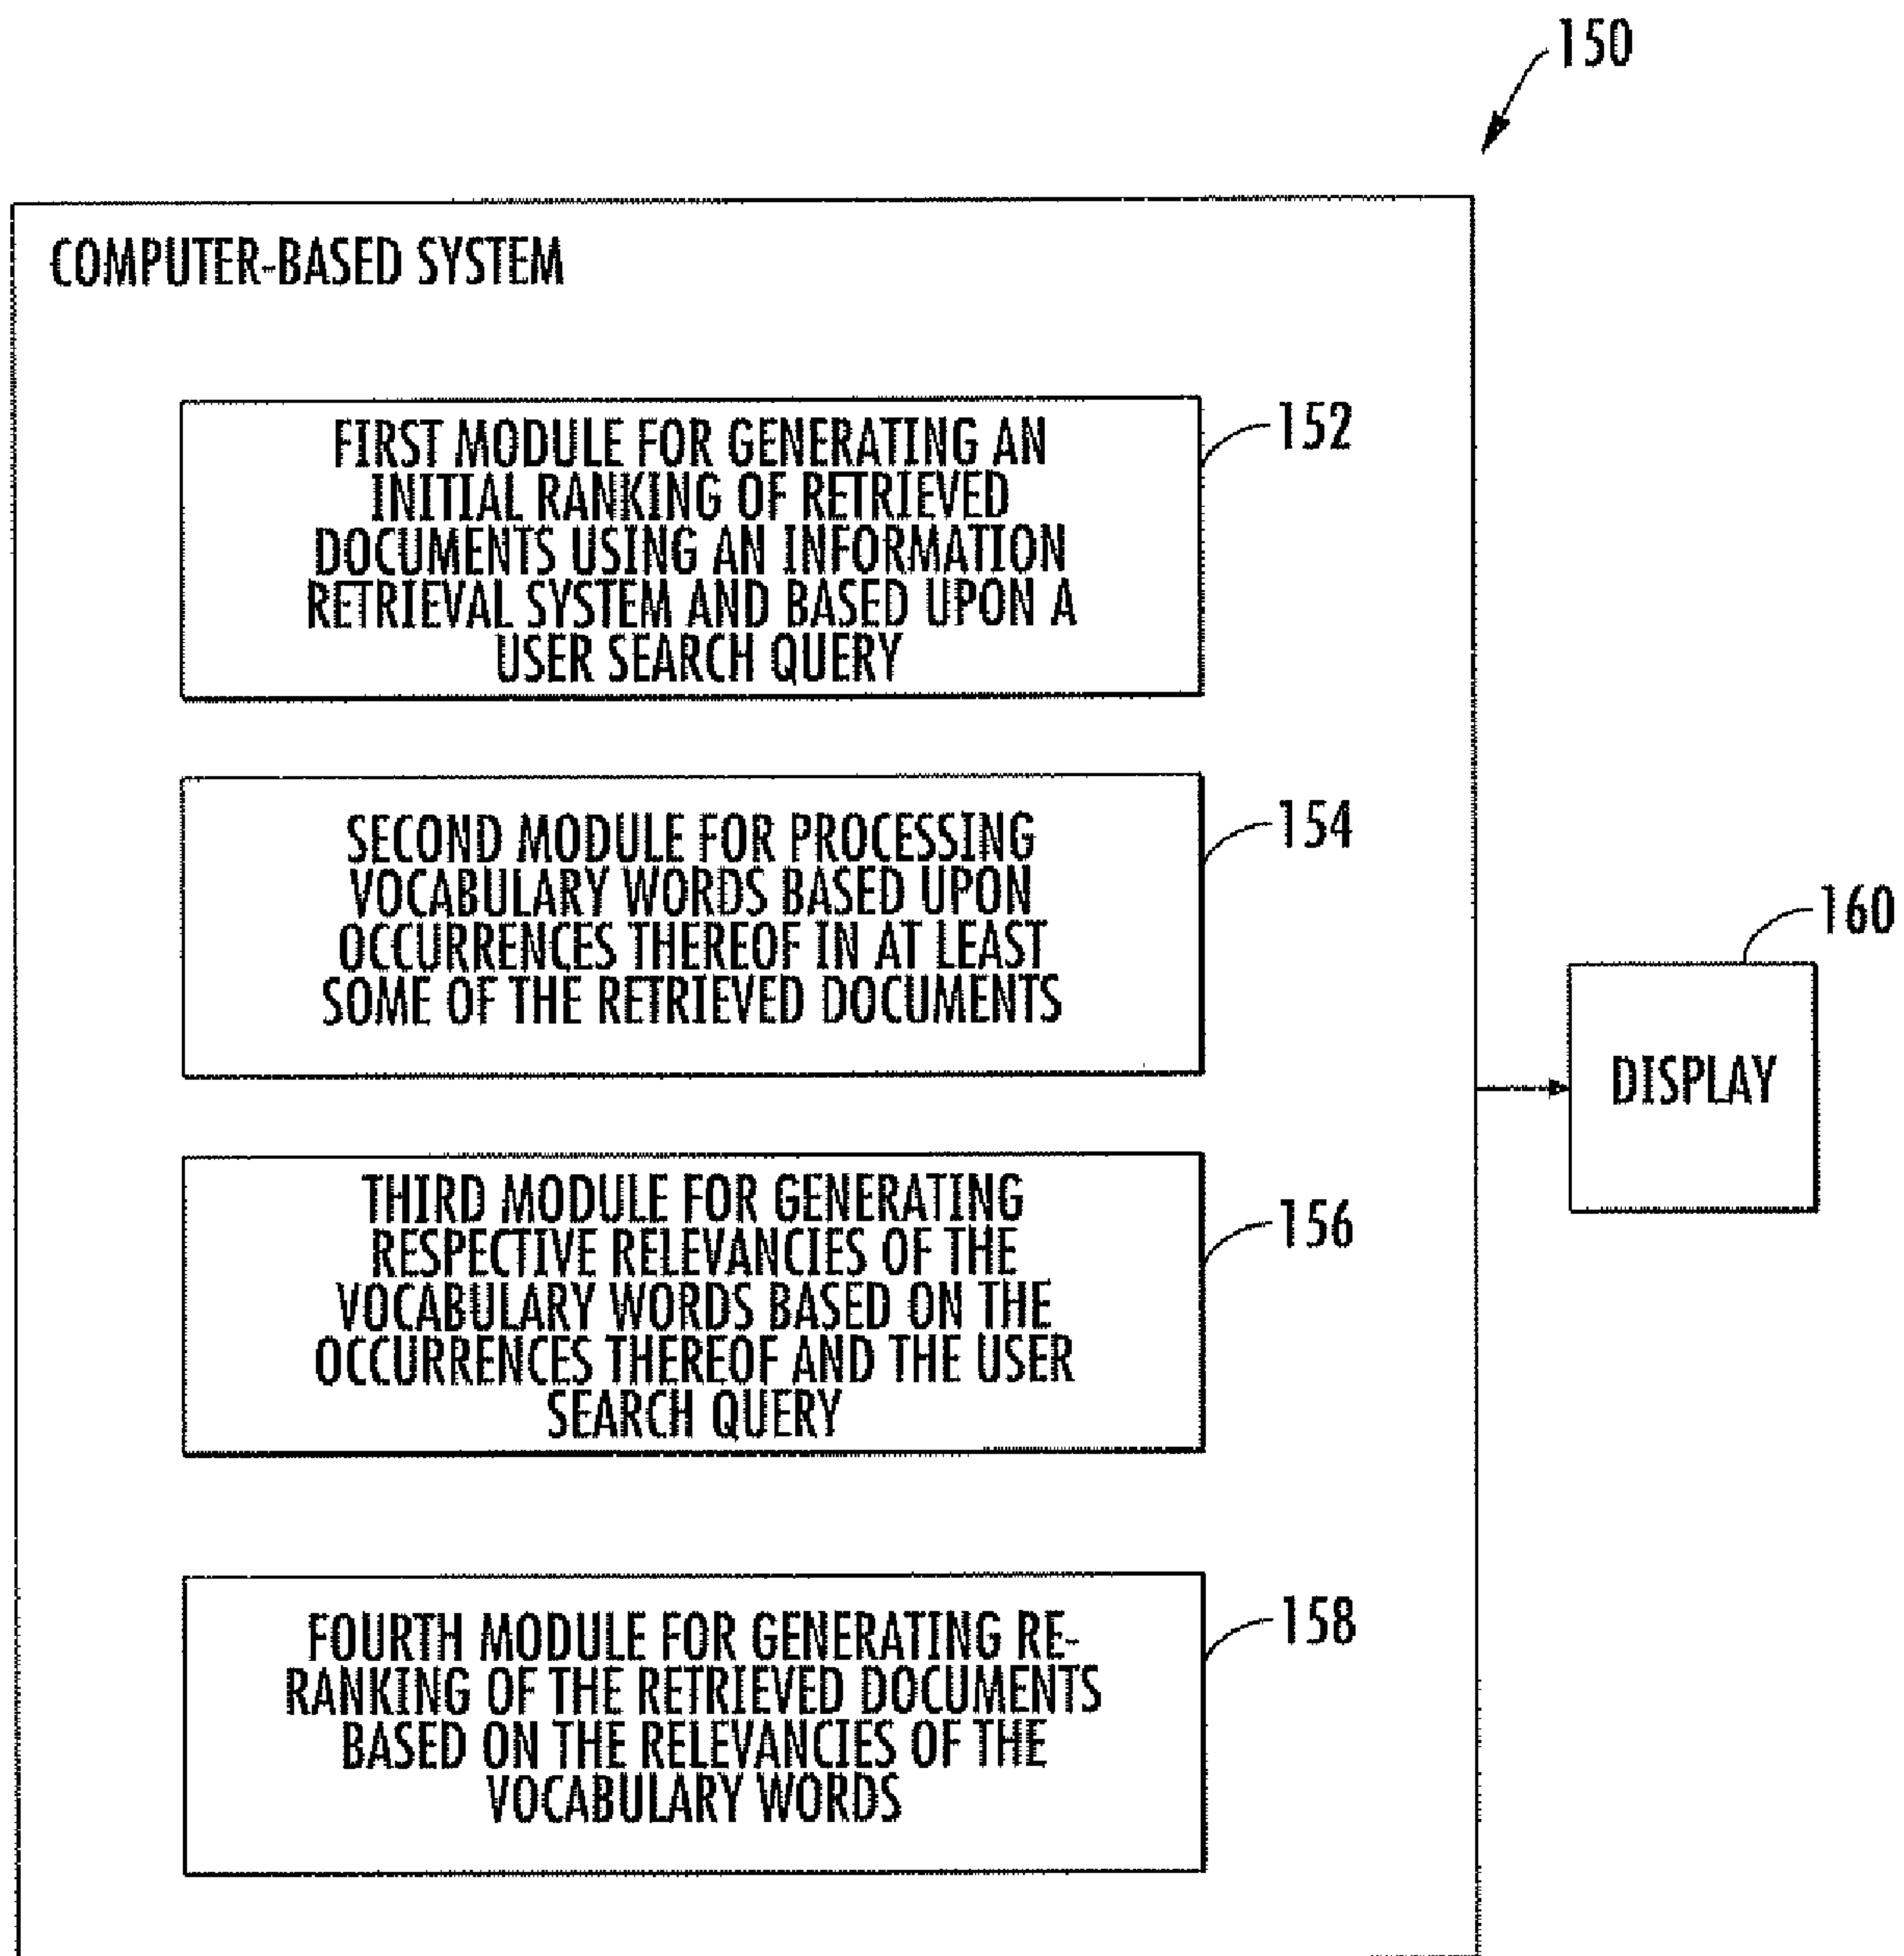 150
COMPUTER-BASED SYSTEM
FIRST MODULE FOR GENERATING AN
INITIAL RANKING OF RETRIEVED
DOCUMENTS USING AN INFORMATION
RETRIEVAL SYSTEM AND BASED UPON A
USER SEARCH QUERY
152
SECOND MODULE FOR PROCESSING
VOCABULARY WORDS BASED UPON
OCCURRENCES THEREOF IN AT LEAST
SOME OF THE RETRIEVED DOCUMENTS
154
160
DISPLAY
THIRD MODULE FOR GENERATING
RESPECTIVE RELEVANCIES OF THE
VOCABULARY WORDS BASED ON THE
OCCURRENCES THEREOF AND THE USER
SEARCH QUERY
156
FOURTH MODULE FOR GENERATING RE-
RANKING OF THE RETRIEVED DOCUMENTS
BASED ON THE RELEVANCIES OF THE
VOCABULARY WORDS
158